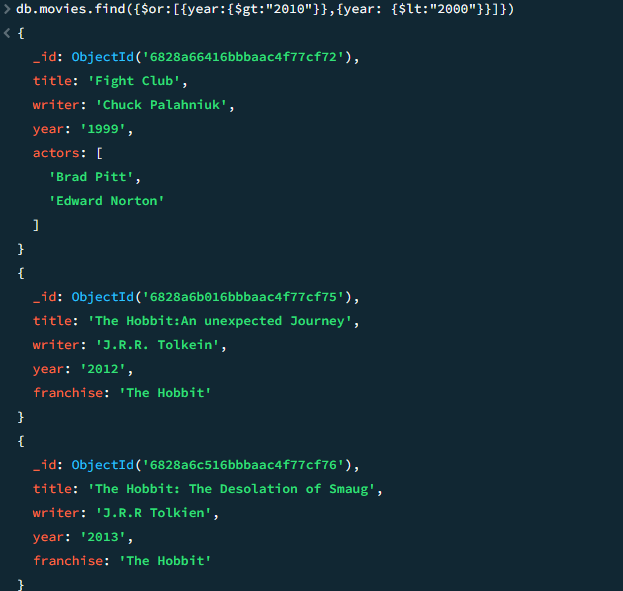 > db.movies.find({$or:[{year:{$gt:"2010"}},{year: {$lt:"2000"}}]})
< {
_id: ObjectId('6828a66416bbbaac4f77cf72'),
title: 'Fight Club',
writer: 'Chuck Palahniuk',
year: '1999',
actors: [
'Brad Pitt',
'Edward Norton'
]
}
{
_id: ObjectId('6828a6b016bbbaac4f77cf75'),
title: 'The Hobbit:An unexpected Journey',
writer: 'J.R.R. Tolkein',
year: '2012',
franchise: 'The Hobbit'
}
{
_id: ObjectId('6828a6c516bbbaac4f77cf76'),
title: 'The Hobbit: The Desolation of Smaug',
writer: 'J.R.R Tolkien',
year: '2013',
franchise: 'The Hobbit'
}